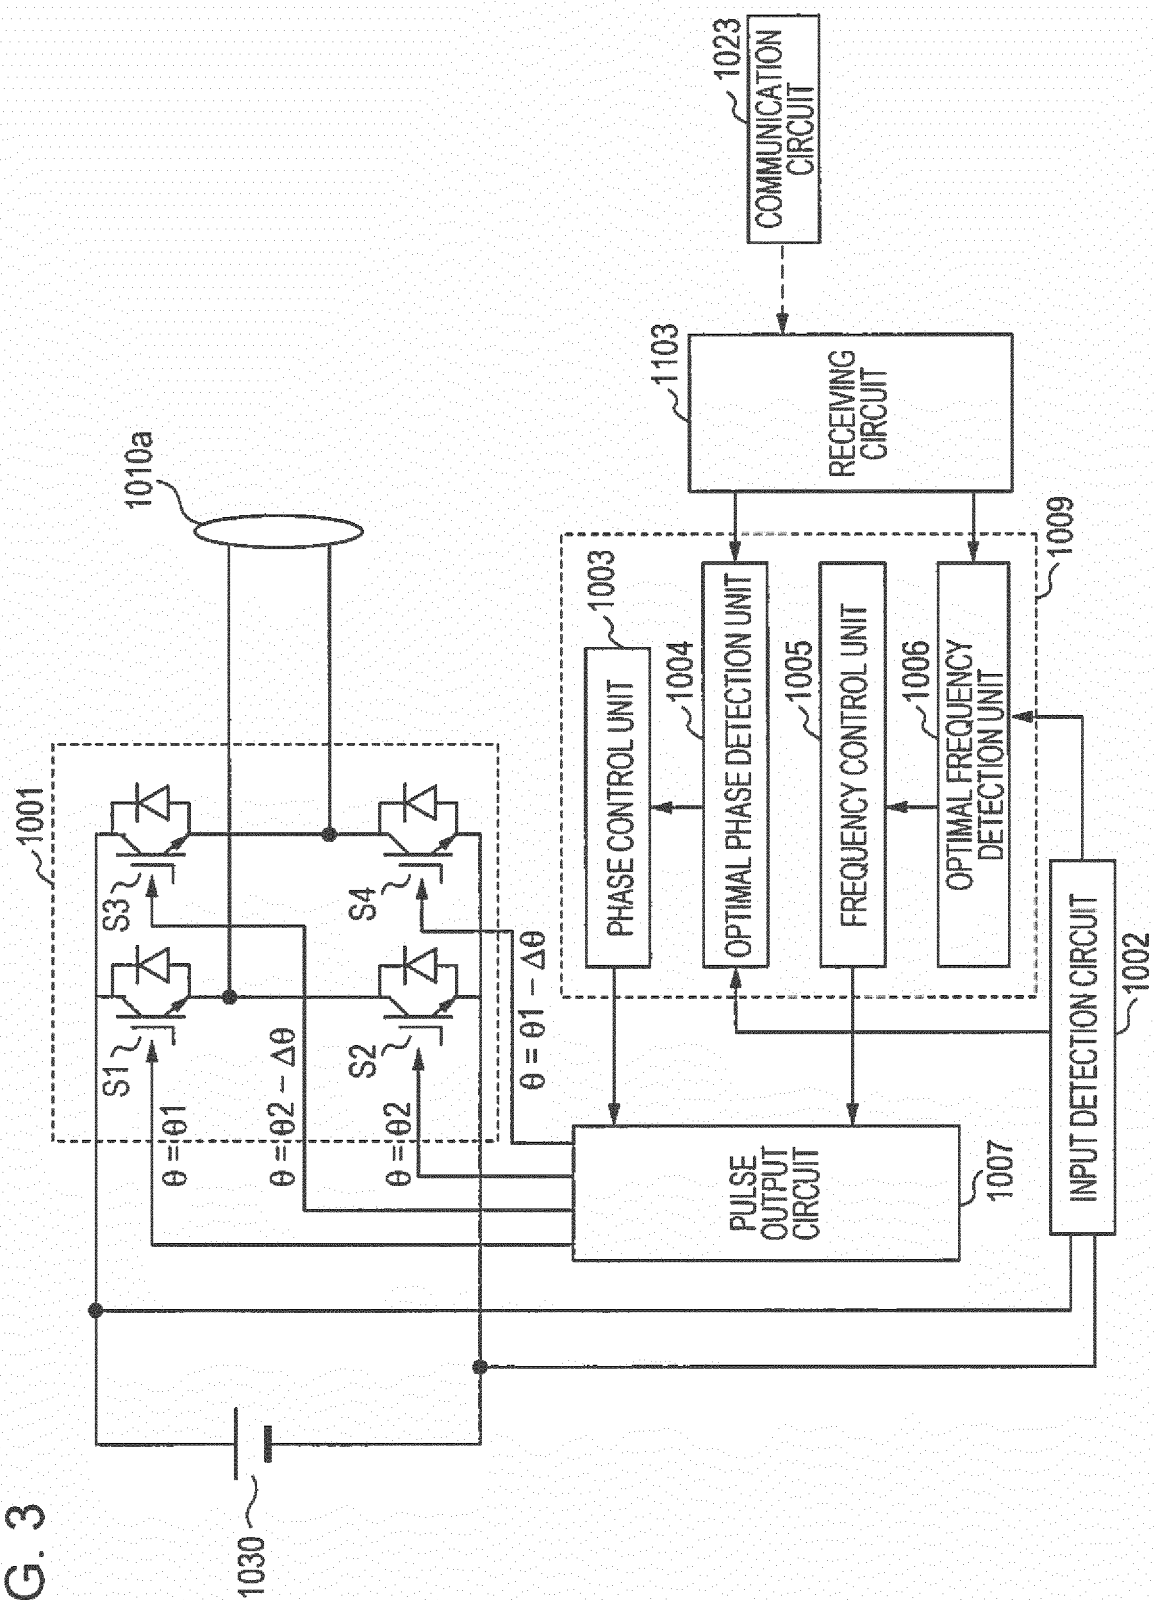 G. 3
1030
1001
S1
S3
S2
S4
θ = θ1
θ = θ2 − Δθ
θ = θ2
θ = θ1 − Δθ
1010a
PULSE
OUTPUT
CIRCUIT
1007
PHASE CONTROL UNIT
1003
OPTIMAL PHASE DETECTION UNIT
1004
FREQUENCY CONTROL UNIT
1005
OPTIMAL FREQUENCY
DETECTION UNIT
1006
1009
INPUT DETECTION CIRCUIT
1002
RECEIVING
CIRCUIT
1103
COMMUNICATION
CIRCUIT
1023